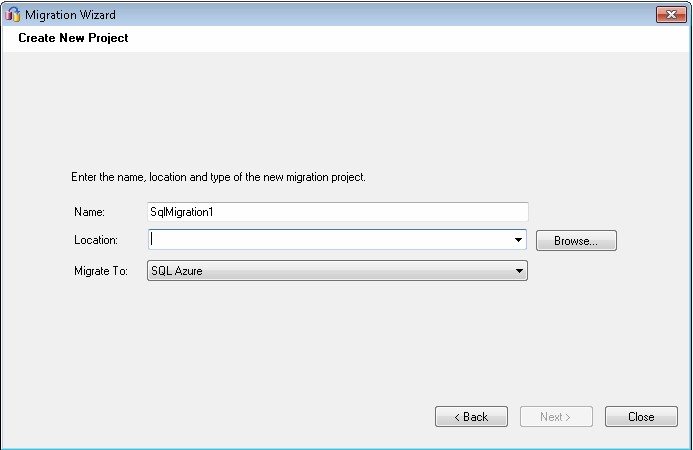 Migration Wizard
Create New Project
Enter the name, location and type of the new migration project.
Name: SqlMigration1
Location: Browse...
Migrate To: SQL Azure
< Back Next > Close